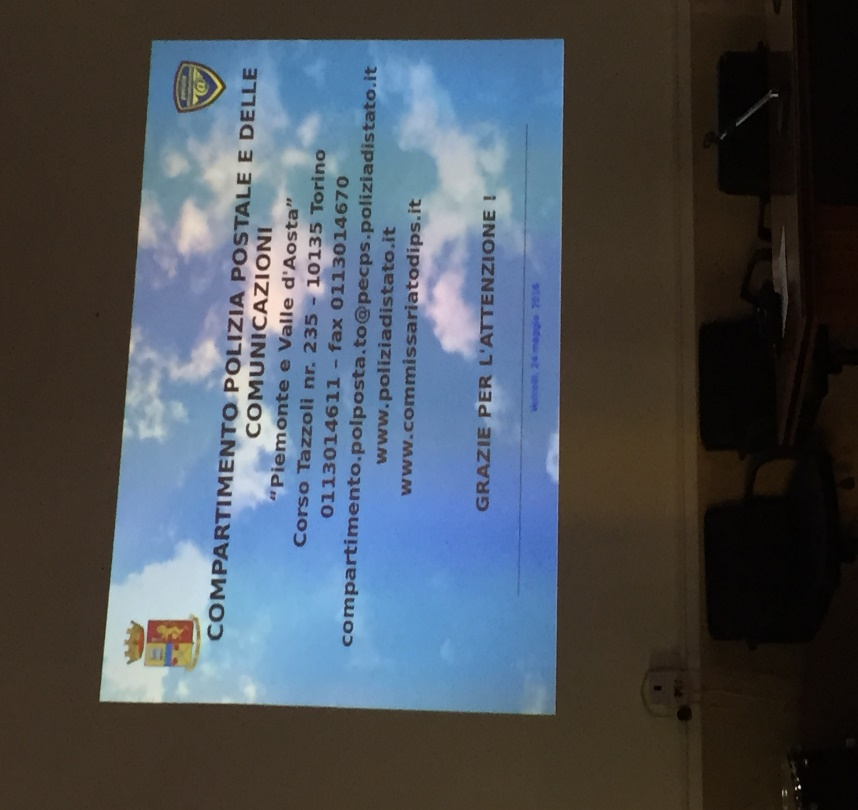 COMPARTIMENTO POLIZIA POSTALE E DELLE
COMUNICAZIONI
“Piemonte e Valle d'Aosta”
Corso Tazzoli nr. 235 - 10135 Torino
0113014611 - fax 0113014670
compartimento.polposta.to@pecps.poliziadistato.it
www.poliziadistato.it
www.commissariatodips.it
GRAZIE PER L'ATTENZIONE !
24 maggio 2016